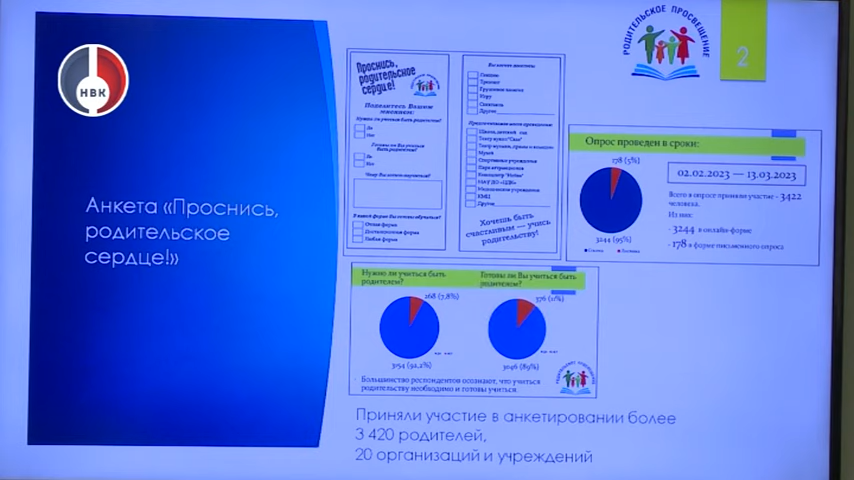 НВК
Анкета «Проснись,
родительское
сердце!»
РОДИТЕЛЬСКОЕ ПРОСВЕЩЕНИЕ
2
Проснись,
родительское
сердце!
Поделитесь Вашим
мнением:
Нужно ли учиться быть родителем?
Да
Нет
Готовы ли Вы учиться
быть родителем?
Да
Нет
Чему Вы готовы научиться?
В какой форме Вы готовы обучаться?
Очная форма
Дистанционная форма
Любая форма
Другое
Музей
Другое
Хочешь быть
счастливым — учись
родительству!
Опрос проведен в сроки:
178 (5%)
3244 (95%)
02.02.2023 — 13.03.2023
Всего в опросе приняли участие - 3422
человека.
Из них:
- 3244 в онлайн-форме
- 178 в форме письменного опроса
Нужно ли учиться быть
родителем?
268 (7,8%)
3154 (92,2%)
Готовы ли Вы учиться быть
родителем?
376 (11%)
3046 (89%)
Большинство респондентов осознают, что учиться
родительству необходимо и готовы учиться.
Приняли участие в анкетировании более
3 420 родителей,
20 организаций и учреждений